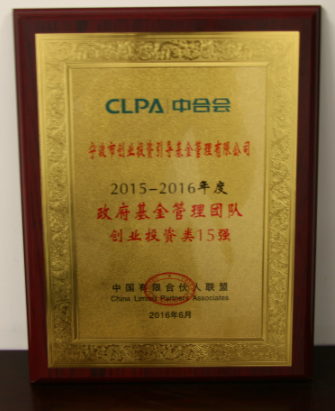 CLPA 中合会
宁波市创业投资引导基金管理有限公司
2015-2016年度
政府基金管理团队
创业投资类15强
中国有限合伙人联盟
China Limited Partners Associates
2016年6月